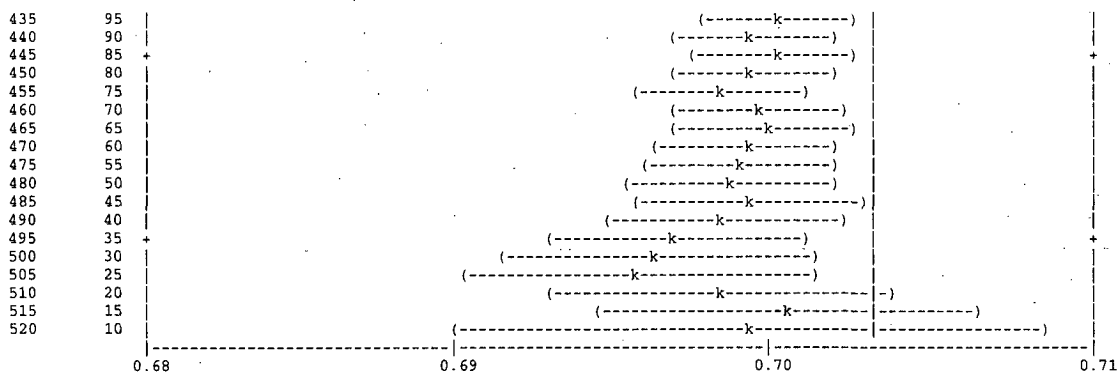 435 95 | (-------k-------) | |
440 90 | (-------k--------) | |
445 85 + (--------k-------) | +
450 80 | (-------k--------) | |
455 75 | (--------k--------) | |
460 70 | (--------k--------) | |
465 65 | (---------k--------) | |
470 60 | (---------k--------) | |
475 55 | (---------k---------) | |
480 50 | (----------k----------) | |
485 45 | (-----------k-----------) | |
490 40 | (-----------k------------) | |
495 35 + (------------k-------------) | +
500 30 | (---------------k----------------) | |
505 25 | (-----------------k------------------) | |
510 20 | (-----------------k---------------|-) |
515 15 | (-------------------k--------|----------) |
520 10 | (------------------------------k------------|-----------------) |
0.68 0.69 0.70 0.71